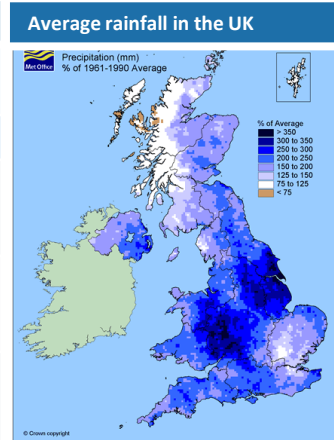 Average rainfall in the UK
Met Office
Precipitation (mm)
% of 1961-1990 Average
% of Average
> 350
300 to 350
250 to 300
200 to 250
150 to 200
125 to 150
75 to 125
< 75
© Crown copyright